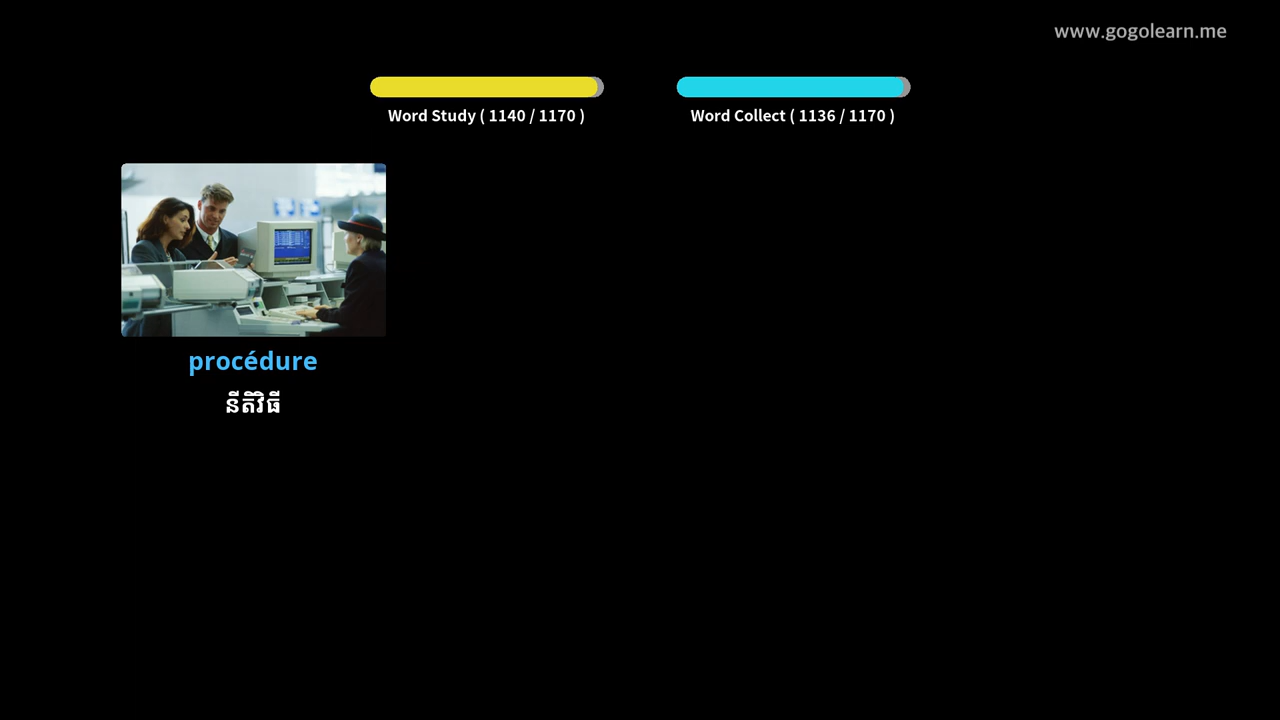 www.gogolearn.me
Word Study ( 1140 / 1170 )
Word Collect ( 1136 / 1170 )
procédure
នីតិវិធី